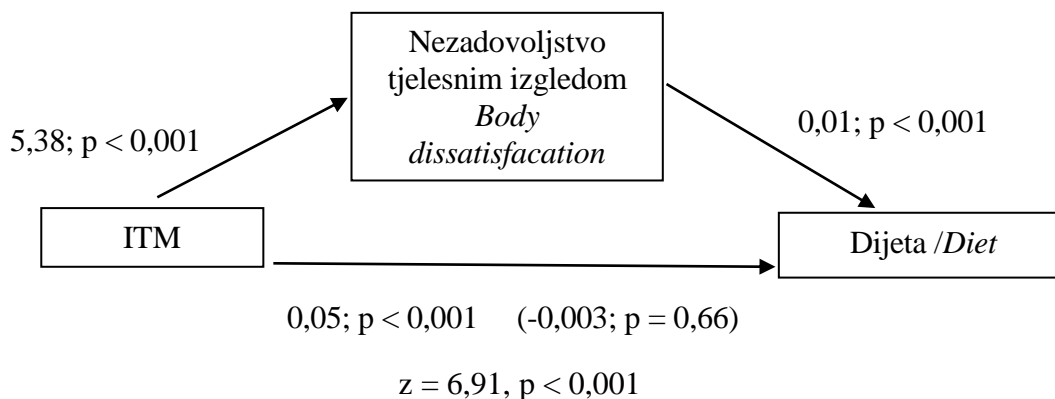 Nezadovoljstvo
tjelesnim izgledom
Body
dissatisfacation
5,38; p < 0,001
0,01; p < 0,001
ITM
Dijeta /Diet
0,05; p < 0,001 (-0,003; p = 0,66)
z = 6,91, p < 0,001